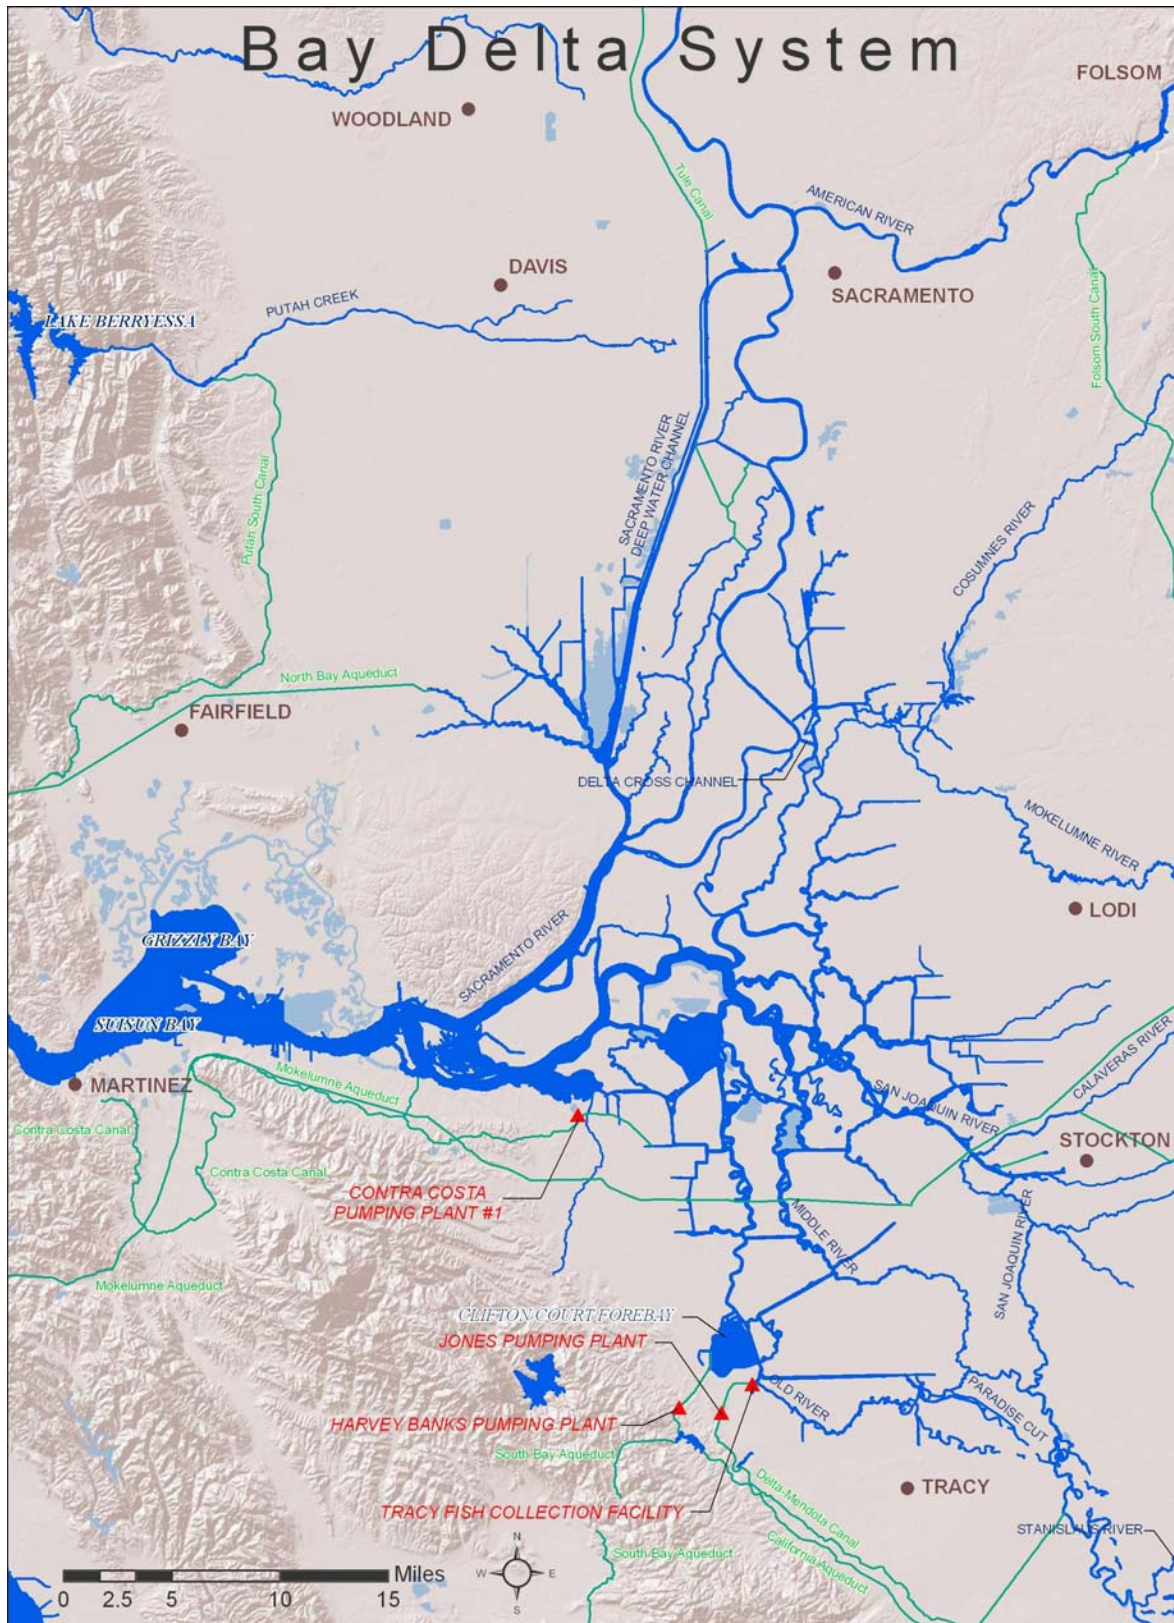 Bay Delta System
FOLSOM
WOODLAND
Tule Canal
AMERICAN RIVER
DAVIS
SACRAMENTO
PUTAH CREEK
LAKE BERRYESSA
Folsom South Canal
SACRAMENTO RIVER
DEEP WATER CHANNEL
Putah South Canal
COSUMNES RIVER
North Bay Aqueduct
FAIRFIELD
DELTA CROSS CHANNEL
MOKELUMNE RIVER
LODI
GRIZZLY BAY
SACRAMENTO RIVER
SUISUN BAY
CALAVERAS RIVER
MARTINEZ
Mokelumne Aqueduct
SAN JOAQUIN RIVER
Contra Costa Canal
STOCKTON
Contra Costa Canal
CONTRA COSTA
PUMPING PLANT #1
MIDDLE RIVER
SAN JOAQUIN RIVER
Mokelumne Aqueduct
CLIFTON COURT FOREBAY
JONES PUMPING PLANT
OLD RIVER
PARADISE CUT
HARVEY BANKS PUMPING PLANT
South Bay Aqueduct
Delta-Mendota Canal
TRACY
TRACY FISH COLLECTION FACILITY
California Aqueduct
STANISLAUS RIVER
South Bay Aqueduct
N
W E
S
Miles
0 2.5 5 10 15